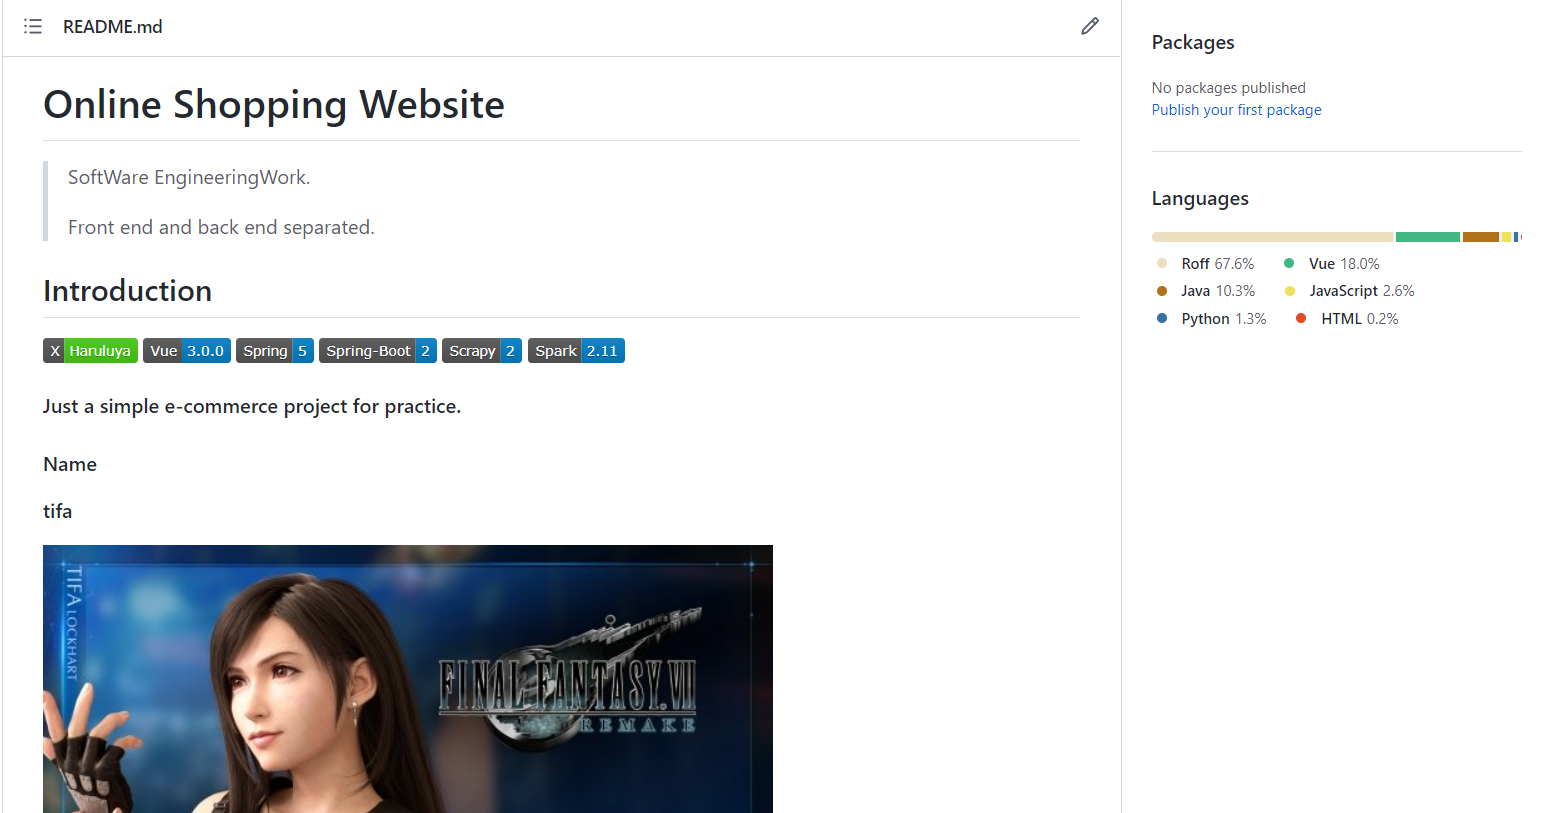 README.md
Online Shopping Website
SoftWare EngineeringWork.
Front end and back end separated.
Introduction
X Haruluya Vue 3.0.0 Spring 5 Spring-Boot 2 Scrapy 2 Spark 2.11
Just a simple e-commerce project for practice.
Name
tifa
TIFA LOCKHART
FINAL FANTASY VII
REMAKE
Packages
No packages published
Publish your first package
Languages
Roff 67.6% Vue 18.0%
Java 10.3% JavaScript 2.6%
Python 1.3% HTML 0.2%